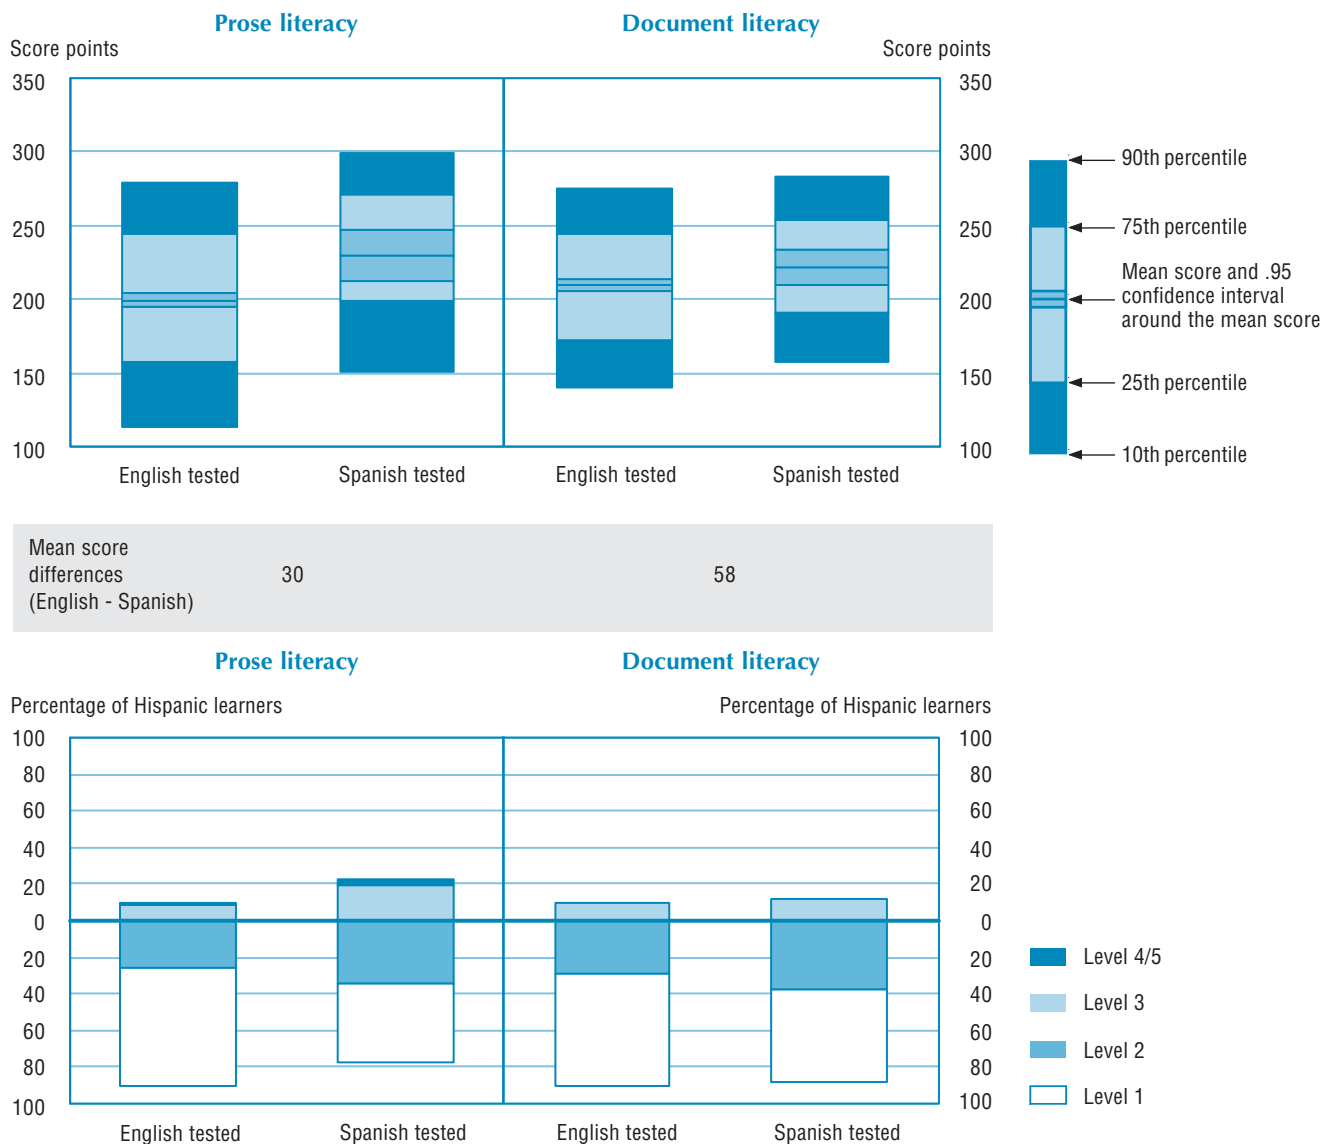 Prose literacy
Document literacy
Score points
Score points
350
300
250
200
150
100
350
300
250
200
150
100
English tested
Spanish tested
English tested
Spanish tested
90th percentile
75th percentile
Mean score and .95
confidence interval
around the mean score
25th percentile
10th percentile
Mean score
differences
(English - Spanish)
30
58
Prose literacy
Document literacy
Percentage of Hispanic learners
Percentage of Hispanic learners
100
80
60
40
20
0
20
40
60
80
100
100
80
60
40
20
0
20
40
60
80
100
English tested
Spanish tested
English tested
Spanish tested
Level 4/5
Level 3
Level 2
Level 1